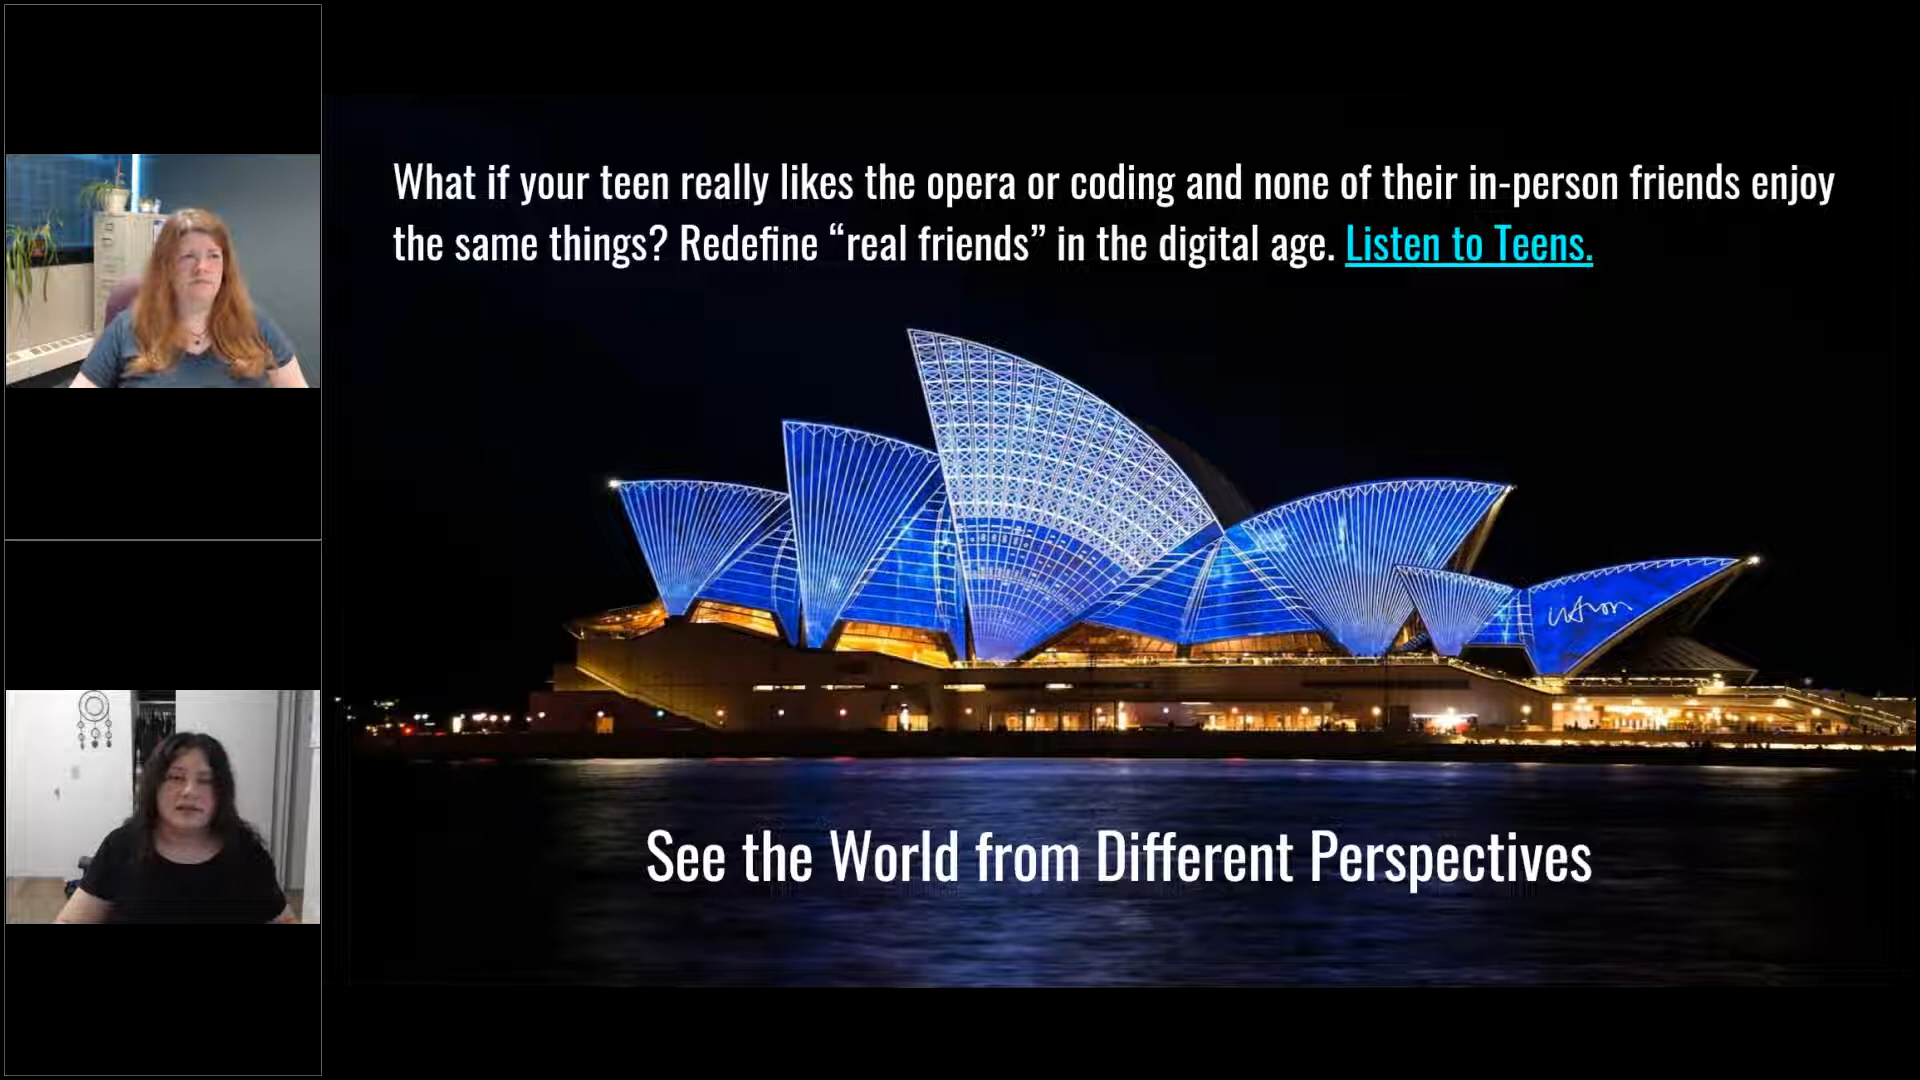 What if your teen really likes the opera or coding and none of their in-person friends enjoy
the same things? Redefine “real friends” in the digital age. Listen to Teens.
See the World from Different Perspectives